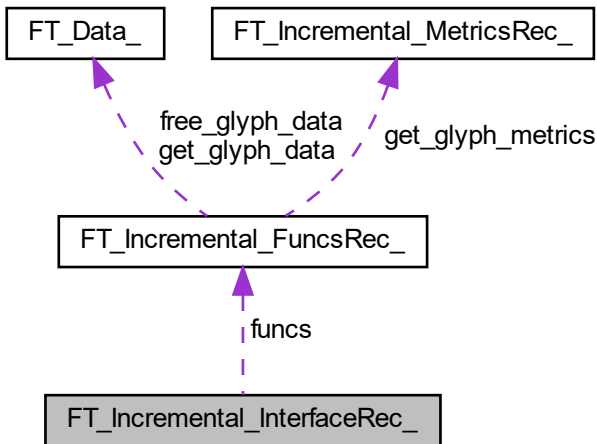 FT_Data_
FT_Incremental_MetricsRec_
free_glyph_data
get_glyph_data
get_glyph_metrics
FT_Incremental_FuncsRec_
funcs
FT_Incremental_InterfaceRec_